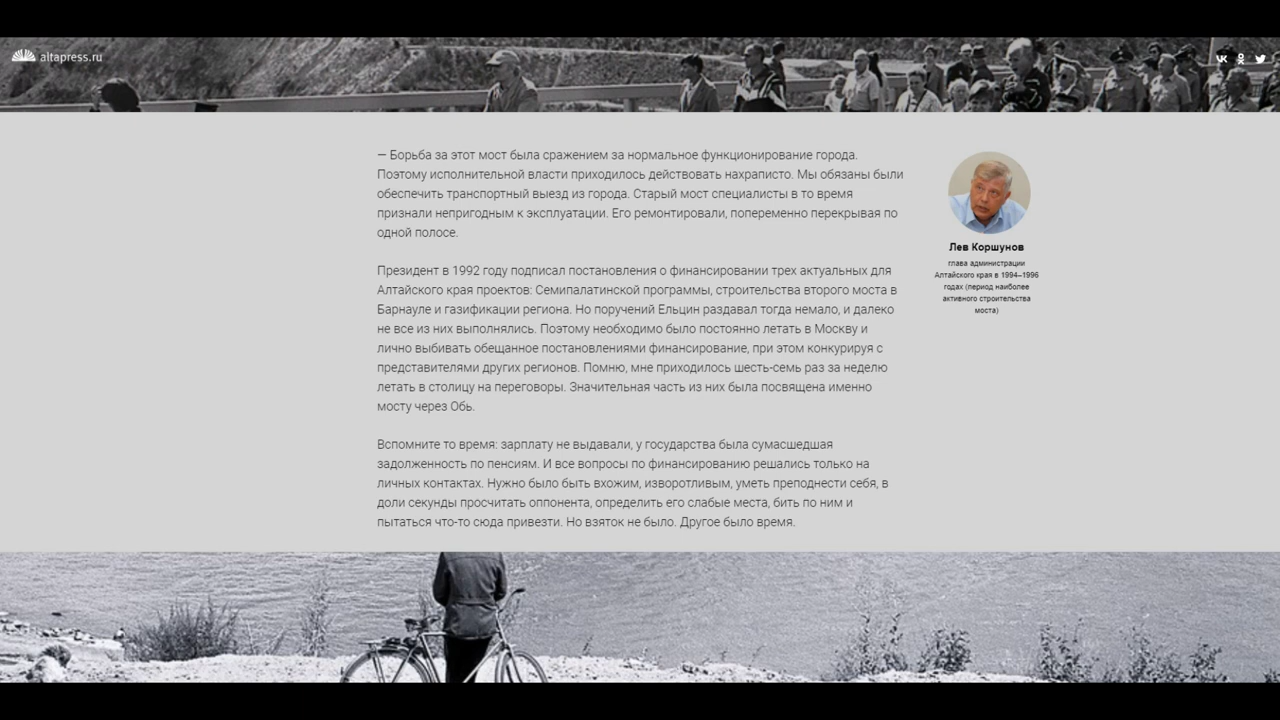 altapress.ru
— Борьба за этот мост была сражением за нормальное функционирование города.
Поэтому исполнительной власти приходилось действовать нахраписто. Мы обязаны были
обеспечить транспортный выезд из города. Старый мост специалисты в то время
признали непригодным к эксплуатации. Его ремонтировали, попеременно перекрывая по
одной полосе.
Президент в 1992 году подписал постановления о финансировании трех актуальных для
Алтайского края проектов: Семипалатинской программы, строительства второго моста в
Барнауле и газификации региона. Но поручений Ельцин раздавал тогда немало, и далеко
не все из них выполнялись. Поэтому необходимо было постоянно летать в Москву и
лично выбивать обещанное постановлениями финансирование, при этом конкурируя с
представителями других регионов. Помню, мне приходилось шесть-семь раз за неделю
летать в столицу на переговоры. Значительная часть из них была посвящена именно
мосту через Обь.
Вспомните то время: зарплату не выдавали, у государства была сумасшедшая
задолженность по пенсиям. И все вопросы по финансированию решались только на
личных контактах. Нужно было быть вхожим, изворотливым, уметь преподнести себя, в
доли секунды просчитать оппонента, определить его слабые места, бить по ним и
пытаться что-то сюда привезти. Но взяток не было. Другое было время.
Лев Коршунов
глава администрации
Алтайского края в 1994–1996
годах (период наиболее
активного строительства
моста)